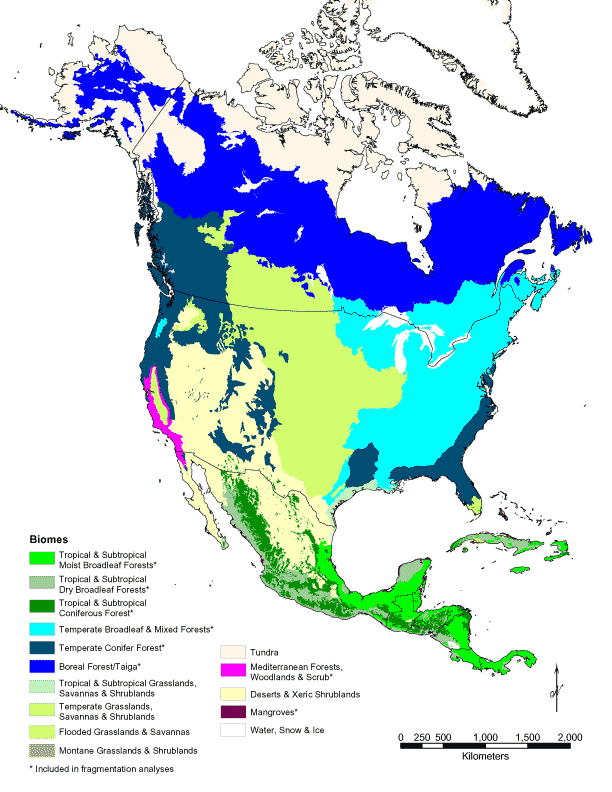 Biomes
Tropical & Subtropical
Moist Broadleaf Forests*
Tropical & Subtropical
Dry Broadleaf Forests*
Tropical & Subtropical
Coniferous Forest*
Temperate Broadleaf & Mixed Forests*
Temperate Conifer Forest*
Boreal Forest/Taiga*
Tropical & Subtropical Grasslands,
Savannas & Shrublands
Temperate Grasslands,
Savannas & Shrublands
Flooded Grasslands & Savannas
Montane Grasslands & Shrublands
* Included in fragmentation analyses
Tundra
Mediterranean Forests,
Woodlands & Scrub*
Deserts & Xeric Shrublands
Mangroves*
Water, Snow & Ice
N
0 250 500 1,000 1,500 2,000
Kilometers